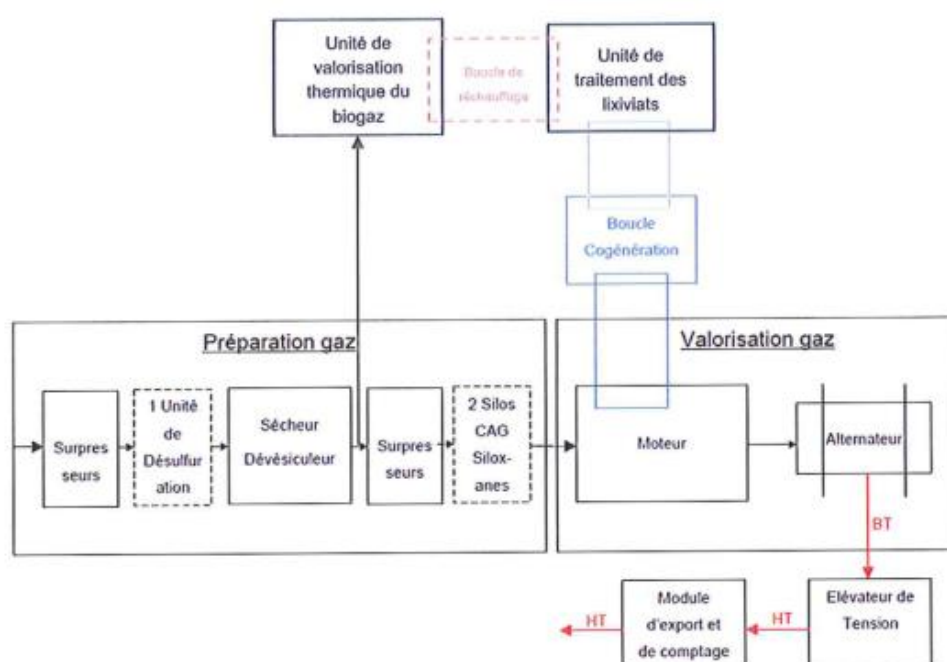 Unité de
valorisation
thermique du
biogaz
Boucle de
réchauffage
Unité de
traitement des
lixiviats
Boucle
Cogénération
Préparation gaz
Surpres
seurs
1 Unité
de
Désulfur
ation
Sécheur
Dévésiculeur
Surpres
seurs
2 Silos
CAG
Silox-
anes
Valorisation gaz
Moteur
Alternateur
BT
Elévateur de
Tension
HT
Module
d'export et
de comptage
HT